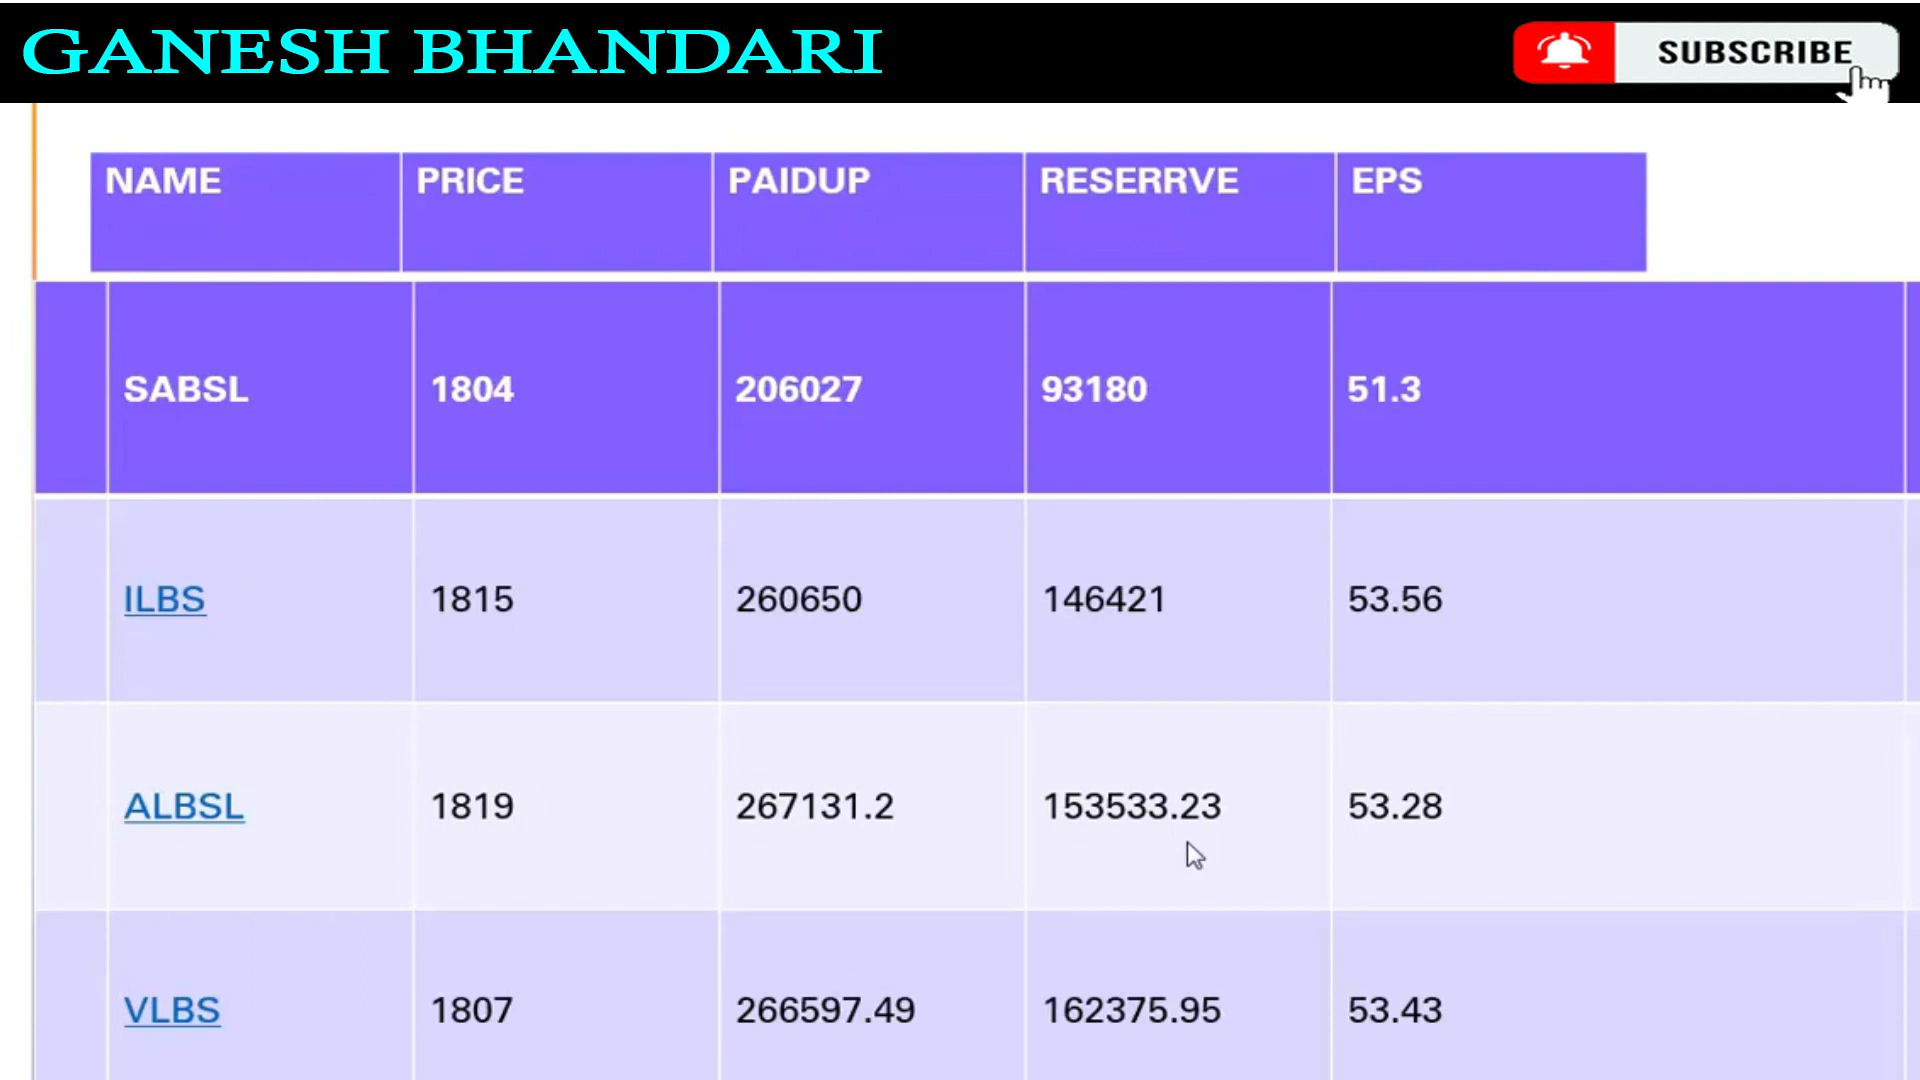 GANESH BHANDARI
SUBSCRIBE
NAME PRICE PAIDUP RESERRVE EPS
SABSL 1804 206027 93180 51.3
ILBS 1815 260650 146421 53.56
ALBSL 1819 267131.2 153533.23 53.28
VLBS 1807 266597.49 162375.95 53.43